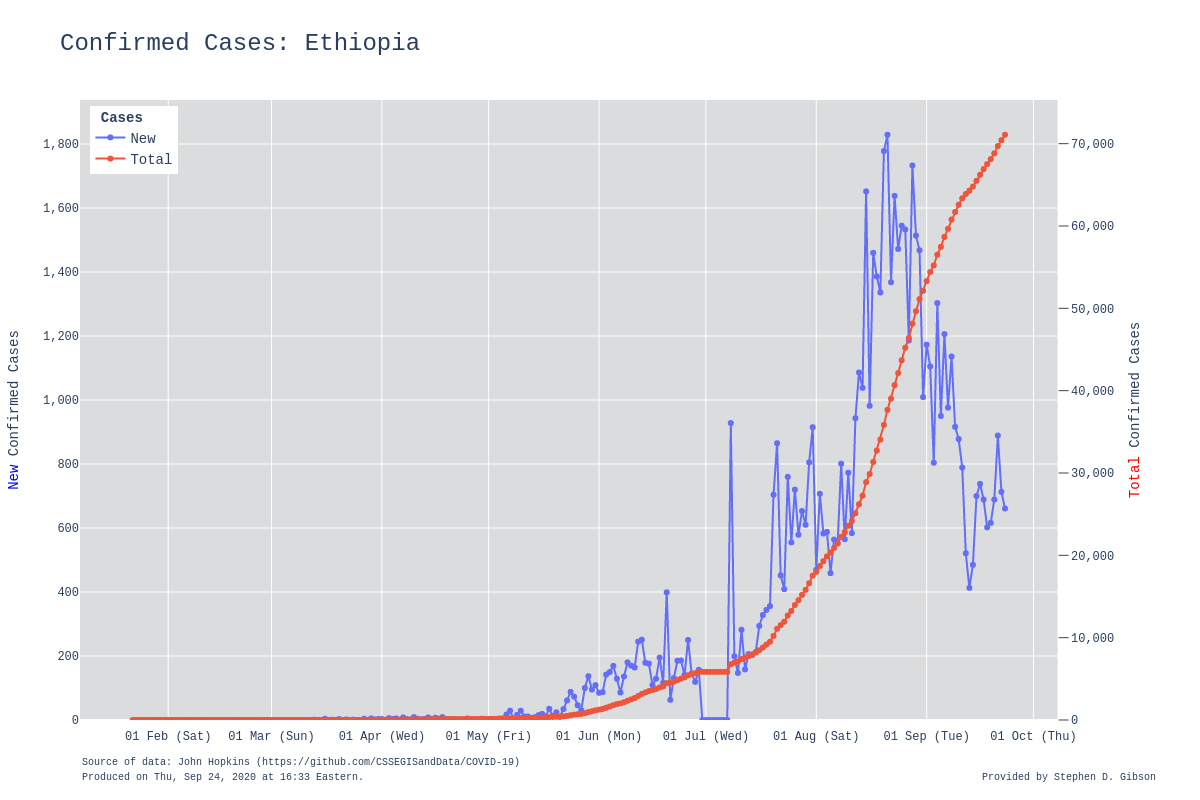 Confirmed Cases: Ethiopia
Cases
New
Total
1,800
1,600
1,400
1,200
1,000
800
600
400
200
0
70,000
60,000
50,000
40,000
30,000
20,000
10,000
0
New Confirmed Cases
Total Confirmed Cases
01 Feb (Sat) 01 Mar (Sun) 01 Apr (Wed) 01 May (Fri) 01 Jun (Mon) 01 Jul (Wed) 01 Aug (Sat) 01 Sep (Tue) 01 Oct (Thu)
Source of data: John Hopkins (https://github.com/CSSEGISandData/COVID-19)
Produced on Thu, Sep 24, 2020 at 16:33 Eastern.
Provided by Stephen D. Gibson